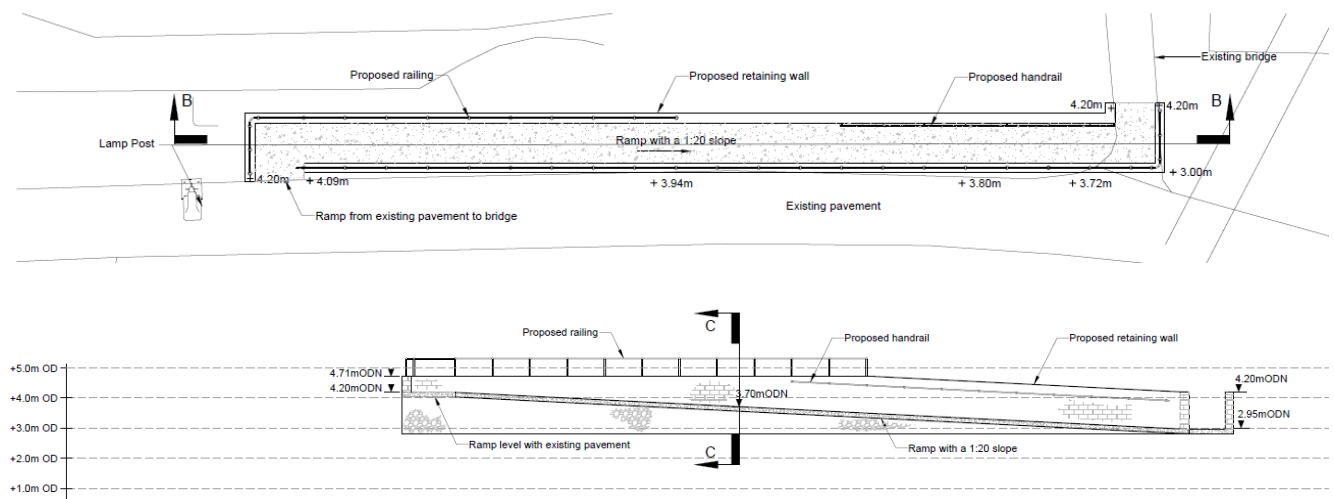 Existing bridge
Proposed railing
Proposed retaining wall
Proposed handrail
B
4.20m
4.20m
B
Lamp Post
Ramp with a 1:20 slope
4.20m
4.09m
3.94m
3.80m
3.72m
3.00m
Ramp from existing pavement to bridge
Existing pavement
C
Proposed railing
Proposed handrail
Proposed retaining wall
+5.0m OD
4.71mODN
4.20mODN
4.20mODN
+4.0m OD
3.70mODN
2.95mODN
+3.0m OD
Ramp level with existing pavement
Ramp with a 1:20 slope
C
+2.0m OD
+1.0m OD